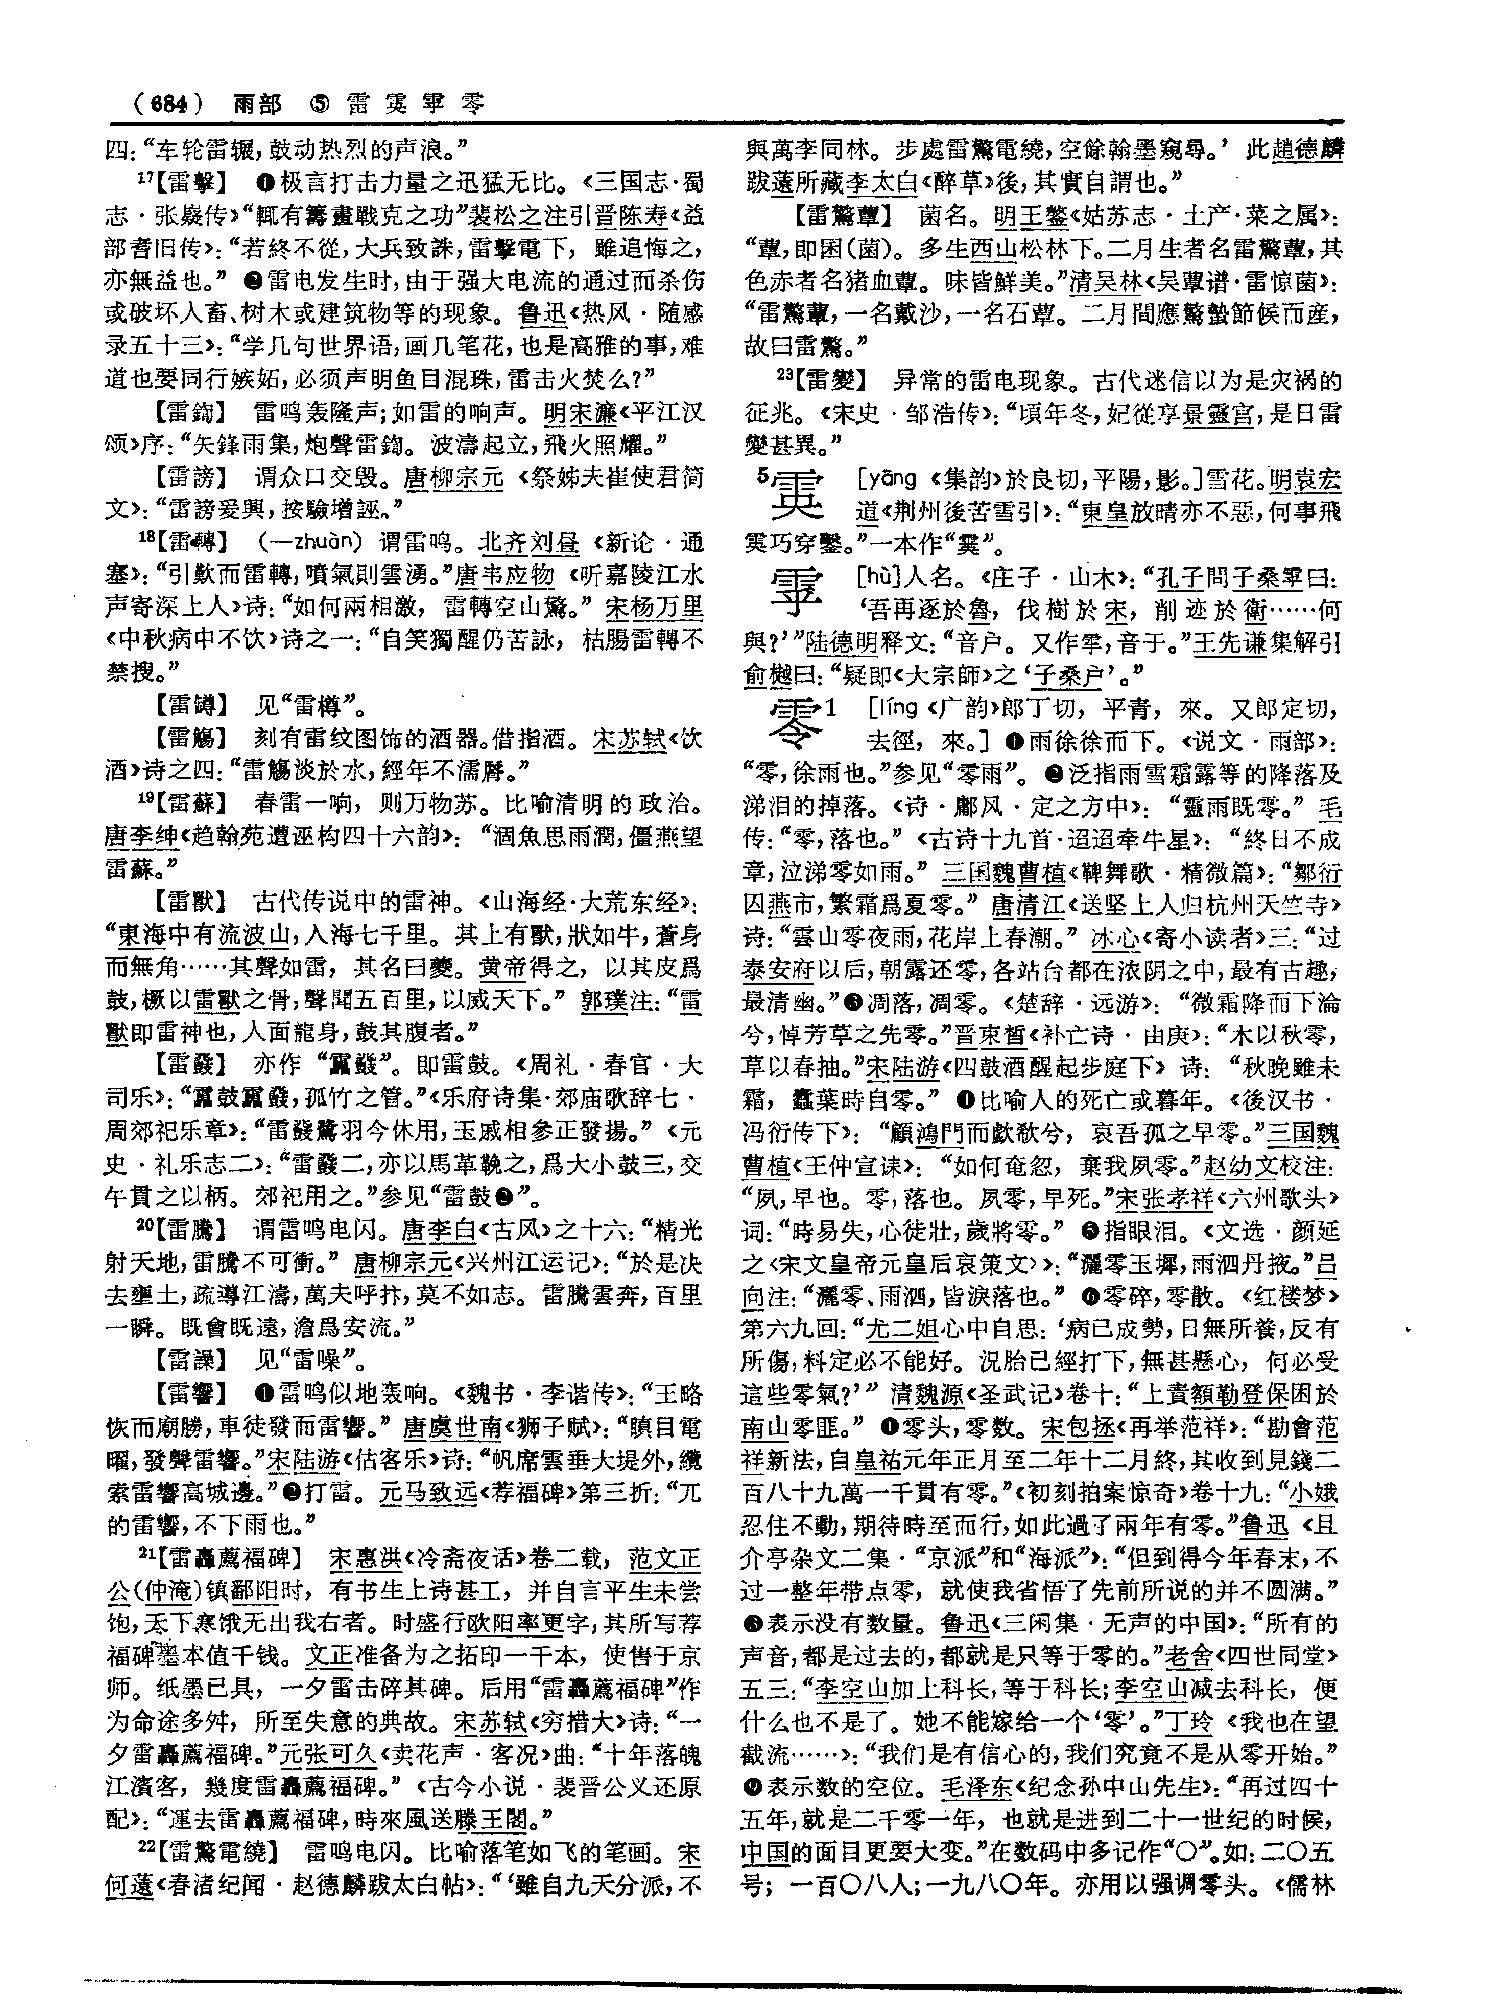 （684） 雨部 ⑤ 雷 霙 雽 零
四：“车轮雷辗，鼓动热烈的声浪。”
17【雷擊】 ❶极言打击力量之迅猛无比。《三国志·蜀
志·张嶷传》“輒有籌畫戰克之功”裴松之注引晋陈寿《益
部耆旧传》：“若終不從，大兵致誅，雷擊電下，雖追悔之，
亦無益也。” ❷雷电发生时，由于强大电流的通过而杀伤
或破坏人畜、树木或建筑物等的现象。鲁迅《热风·随感
录五十三》：“学几句世界语，画几笔花，也是高雅的事，难
道也要同行嫉妬，必须声明鱼目混珠，雷击火焚么？”
【雷鍧】 雷鸣轰隆声；如雷的响声。明宋濂《平江汉
颂》序：“矢鋒雨集，炮聲雷鍧。波濤起立，飛火照耀。”
【雷謗】 谓众口交毁。唐柳宗元《祭姊夫崔使君简
文》：“雷謗爰興，按驗增誣。”
18【雷轉】 （—zhuàn）谓雷鸣。北齐刘昼《新论·通
塞》：“引歎而雷轉，噴氣則雲湧。”唐韦应物《听嘉陵江水
声寄深上人》诗：“如何兩相激，雷轉空山驚。” 宋杨万里
《中秋病中不饮》诗之一：“自笑獨醒仍苦詠，枯腸雷轉不
禁搜。”
【雷罇】 见“雷樽”。
【雷觴】 刻有雷纹图饰的酒器。借指酒。宋苏轼《饮
酒》诗之四：“雷觴淡於水，經年不濡脣。”
19【雷蘇】 春雷一响，则万物苏。比喻清明的政治。
唐李绅《趋翰苑遭诬构四十六韵》：“涸魚思雨潤，僵燕望
雷蘇。”
【雷獸】 古代传说中的雷神。《山海经·大荒东经》：
“東海中有流波山，入海七千里。其上有獸，狀如牛，蒼身
而無角……其聲如雷，其名曰夔。黄帝得之，以其皮爲
鼓，橛以雷獸之骨，聲聞五百里，以威天下。”郭璞注：“雷
獸即雷神也，人面龍身，鼓其腹者。”
【雷鼗】 亦作“靁鼗”。即雷鼓。《周礼·春官·大
司乐》：“靁鼓靁鼗，孤竹之管。”《乐府诗集·郊庙歌辞七·
周郊祀乐章》：“雷鼗鷺羽今休用，玉戚相參正發揚。”《元
史·礼乐志二》：“雷鼗二，亦以馬革鞔之，爲大小鼓三，交
午貫之以柄。郊祀用之。”参见“雷鼓❷”。
20【雷騰】 谓雷鸣电闪。唐李白《古风》之十六：“精光
射天地，雷騰不可衝。” 唐柳宗元《兴州江运记》：“於是决
去壅土，疏導江濤，萬夫呼抃，莫不如志。雷騰雲奔，百里
一瞬。既會既遠，澹爲安流。”
【雷譟】 见“雷噪”。
【雷響】 ❶雷鸣似地轰响。《魏书·李谐传》：“王略
恢而廟勝，車徒發而雷響。” 唐虞世南《狮子赋》：“瞋目電
曜，發聲雷響。”宋陆游《估客乐》诗：“帆席雲垂大堤外，纜
索雷響高城邊。”❷打雷。元马致远《荐福碑》第三折：“兀
的雷響，不下雨也。”
21【雷轟薦福碑】 宋惠洪《冷斋夜话》卷二载，范文正
公（仲淹）镇鄱阳时，有书生上诗甚工，并自言平生未尝
饱，天下寒饿无出我右者。时盛行欧阳率更字，其所写荐
福碑墨本值千钱。文正准备为之拓印一千本，使售于京
师。纸墨已具，一夕雷击碎其碑。后用“雷轟薦福碑”作
为命途多舛，所至失意的典故。宋苏轼《穷措大》诗：“一
夕雷轟薦福碑。”元张可久《卖花声·客况》曲：“十年落魄
江濱客，幾度雷轟薦福碑。”《古今小说·裴晋公义还原
配》：“運去雷轟薦福碑，時來風送滕王閣。”
22【雷驚電繞】 雷鸣电闪。比喻落笔如飞的笔画。宋
何薳《春渚纪闻·赵德麟跋太白帖》：“‘雖自九天分派，不
與萬李同林。步處雷驚電繞，空餘翰墨窺尋。’此趙德麟
跋薳所藏李太白《醉草》後，其實自謂也。”
【雷驚蕈】 菌名。明王鏊《姑苏志·土产·菜之属》：
“蕈，即囷（菌）。多生西山松林下。二月生者名雷驚蕈，其
色赤者名猪血蕈。味皆鮮美。”清吴林《吴蕈谱·雷惊菌》：
“雷驚蕈，一名戴沙，一名石蕈。二月間應驚蟄節候而産，
故曰雷驚。”
23【雷變】 异常的雷电现象。古代迷信以为是灾祸的
征兆。《宋史·邹浩传》：“頃年冬，妃從享景靈宫，是日雷
變甚異。”
5霙 [yāng《集韵》於良切，平陽，影。]雪花。明袁宏
道《荆州後苦雪引》：“東皇放晴亦不惡，何事飛
霙巧穿鑿。”一本作“霙”。
雽 [hù]人名。《庄子·山木》：“孔子問子桑雽曰：
‘吾再逐於魯，伐樹於宋，削迹於衛……何
與？’”陆德明释文：“音户。又作雩，音于。”王先谦集解引
俞樾曰：“疑即《大宗師》之‘子桑户’。”
零1 [líng《广韵》郎丁切，平青，來。又郎定切，
去徑，來。] ❶雨徐徐而下。《说文·雨部》：
“零，徐雨也。”参见“零雨”。❷泛指雨雪霜露等的降落及
涕泪的掉落。《诗·鄘风·定之方中》：“靈雨既零。” 毛
传：“零，落也。”《古诗十九首·迢迢牵牛星》：“終日不成
章，泣涕零如雨。” 三国魏曹植《鞞舞歌·精微篇》：“鄒衍
囚燕市，繁霜爲夏零。” 唐清江《送坚上人归杭州天竺寺》
诗：“雲山零夜雨，花岸上春潮。” 冰心《寄小读者》三：“过
泰安府以后，朝露还零，各站台都在浓阴之中，最有古趣，
最清幽。”❸凋落，凋零。《楚辞·远游》：“微霜降而下淪
兮，悼芳草之先零。”晋束皙《补亡诗·由庚》：“木以秋零，
草以春抽。”宋陆游《四鼓酒醒起步庭下》诗：“秋晚雖未
霜，蠹葉時自零。” ❹比喻人的死亡或暮年。《後汉书·
冯衍传下》：“顧鴻門而歔欷兮，哀吾孤之早零。”三国魏
曹植《王仲宣诔》：“如何奄忽，棄我夙零。”赵幼文校注：
“夙，早也。零，落也。夙零，早死。”宋张孝祥《六州歌头》
词：“時易失，心徒壯，歲將零。” ❺指眼泪。《文选·颜延
之〈宋文皇帝元皇后哀策文〉》：“灑零玉墀，雨泗丹掖。”吕
向注：“灑零、雨泗，皆淚落也。” ❻零碎，零散。《红楼梦》
第六九回：“尤二姐心中自思：‘病已成勢，日無所養，反有
所傷，料定必不能好。況胎已經打下，無甚懸心，何必受
這些零氣？’” 清魏源《圣武记》卷十：“上責額勒登保困於
南山零匪。” ❼零头，零数。宋包拯《再举范祥》：“勘會范
祥新法，自皇祐元年正月至二年十二月終，其收到見錢二
百八十九萬一千貫有零。”《初刻拍案惊奇》卷十九：“小娥
忍住不動，期待時至而行，如此過了兩年有零。”鲁迅《且
介亭杂文二集·“京派”和“海派”》：“但到得今年春末，不
过一整年带点零，就使我省悟了先前所说的并不圆满。”
❽表示没有数量。鲁迅《三闲集·无声的中国》：“所有的
声音，都是过去的，都就是只等于零的。”老舍《四世同堂》
五三：“李空山加上科长，等于科长；李空山减去科长，便
什么也不是了。她不能嫁给一个‘零’。”丁玲《我也在望
截流……》：“我们是有信心的，我们究竟不是从零开始。”
❾表示数的空位。毛泽东《纪念孙中山先生》：“再过四十
五年，就是二千零一年，也就是进到二十一世纪的时候，
中国的面目更要大变。”在数码中多记作“〇”。如：二〇五
号；一百〇八人；一九八〇年。亦用以强调零头。《儒林